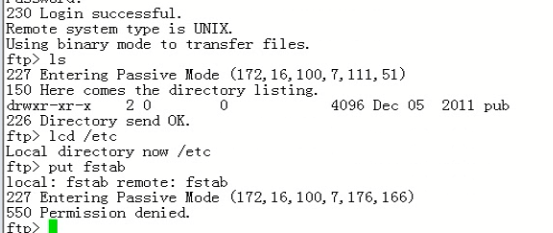 230 Login successful.
Remote system type is UNIX.
Using binary mode to transfer files.
ftp> ls
227 Entering Passive Mode (172,16,100,7,111,51)
150 Here comes the directory listing.
drwxr-xr-x    2 0        0            4096 Dec 05  2011 pub
226 Directory send OK.
ftp> lcd /etc
Local directory now /etc
ftp> put fstab
local: fstab remote: fstab
227 Entering Passive Mode (172,16,100,7,176,166)
550 Permission denied.
ftp>